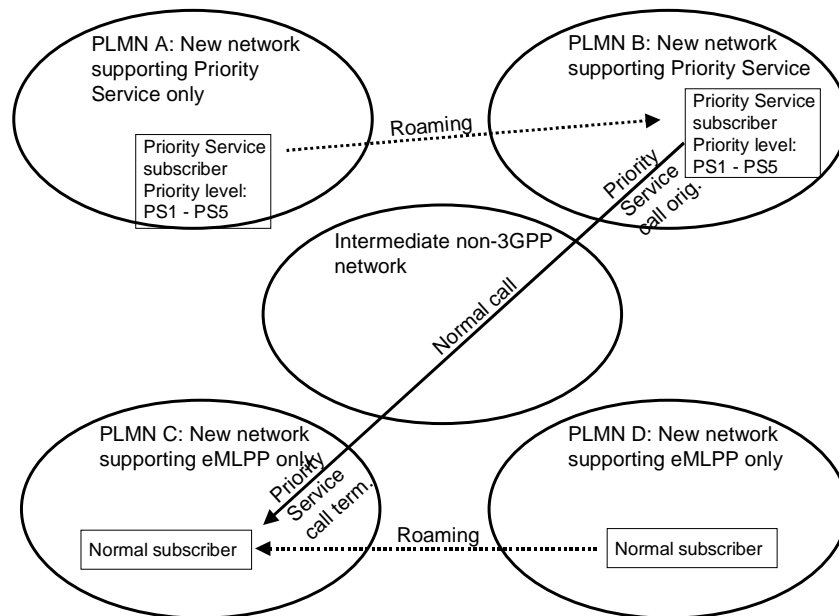 PLMN A: New network
supporting Priority
Service only
PLMN B: New network
supporting Priority Service
Priority Service
subscriber
Priority level:
PS1 - PS5
Roaming
Priority Service
subscriber
Priority level:
PS1 - PS5
Priority
Service
call orig.
Intermediate non-3GPP
network
Normal call
PLMN C: New network
supporting eMLPP only
PLMN D: New network
supporting eMLPP only
Priority
Service
call term.
Normal subscriber
Roaming
Normal subscriber